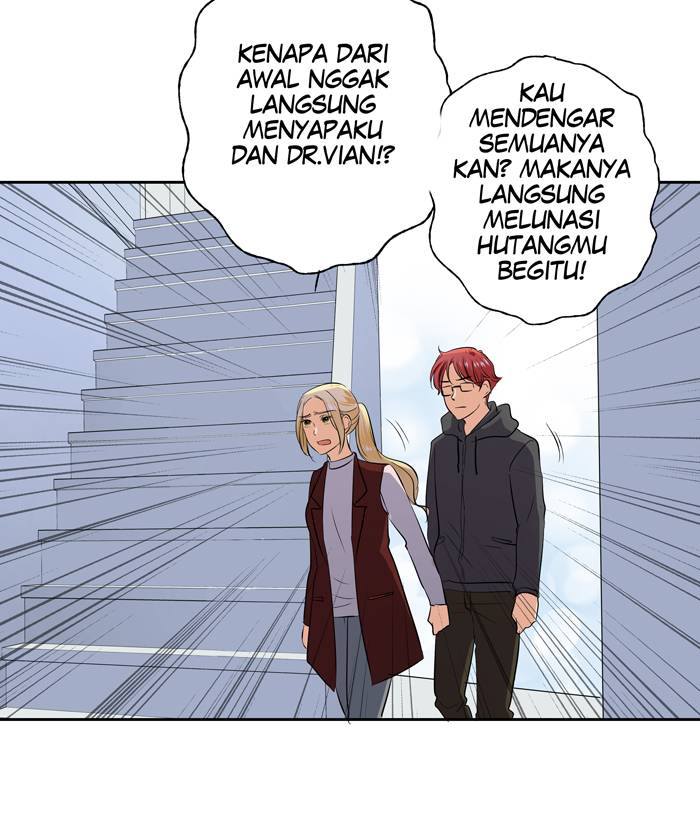 KENAPA DARI
AWAL NGGAK
LANGSUNG
MENYAPAKU
DAN DR.VIAN!?
KAU
MENDENGAR
SEMUANYA
KAN? MAKANYA
LANGSUNG
MELUNASI
HUTANGMU
BEGITU!